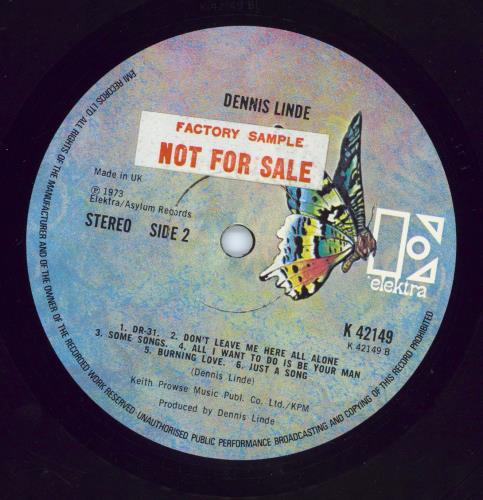 K 42149 B
DENNIS LINDE
FACTORY SAMPLE
NOT FOR SALE
Made in UK
Ⓟ 1973
Elektra/Asylum Records
STEREO SIDE 2
elektra
K 42149
K 42149 B
1. DR-31. 2. DON'T LEAVE ME HERE ALL ALONE
3. SOME SONGS. 4. ALL I WANT TO DO IS BE YOUR MAN
5. BURNING LOVE. 6. JUST A SONG
(Dennis Linde)
Keith Prowse Music Publ. Co. Ltd./KPM
Produced by Dennis Linde
EMI RECORDS LTD. ALL RIGHTS OF THE MANUFACTURER AND OF THE OWNER OF THE RECORDED WORK RESERVED. UNAUTHORISED PUBLIC PERFORMANCE BROADCASTING AND COPYING OF THIS RECORD PROHIBITED